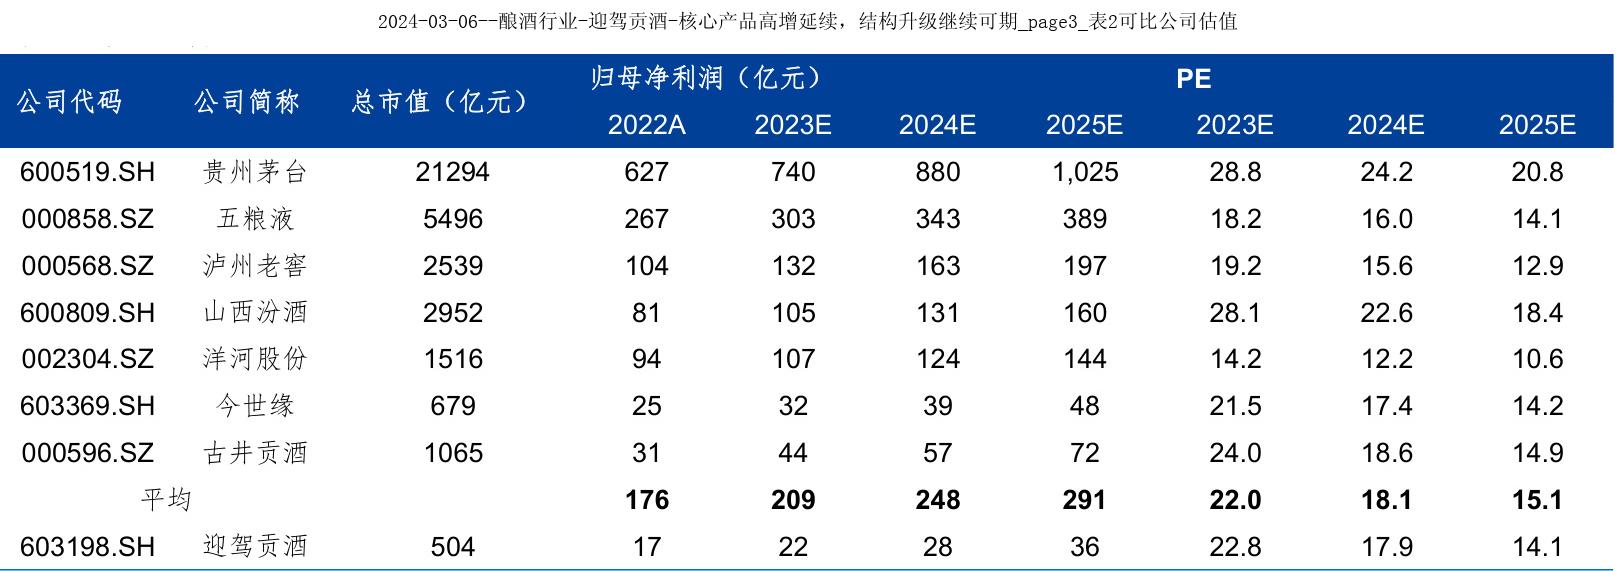 2024-03-06--酿酒行业-迎驾贡酒-核心产品高增延续，结构升级继续可期_page3_表2可比公司估值
公司代码 公司简称 总市值（亿元） 归母净利润（亿元） PE
2022A 2023E 2024E 2025E 2023E 2024E 2025E
600519.SH 贵州茅台 21294 627 740 880 1,025 28.8 24.2 20.8
000858.SZ 五粮液 5496 267 303 343 389 18.2 16.0 14.1
000568.SZ 泸州老窖 2539 104 132 163 197 19.2 15.6 12.9
600809.SH 山西汾酒 2952 81 105 131 160 28.1 22.6 18.4
002304.SZ 洋河股份 1516 94 107 124 144 14.2 12.2 10.6
603369.SH 今世缘 679 25 32 39 48 21.5 17.4 14.2
000596.SZ 古井贡酒 1065 31 44 57 72 24.0 18.6 14.9
平均 176 209 248 291 22.0 18.1 15.1
603198.SH 迎驾贡酒 504 17 22 28 36 22.8 17.9 14.1